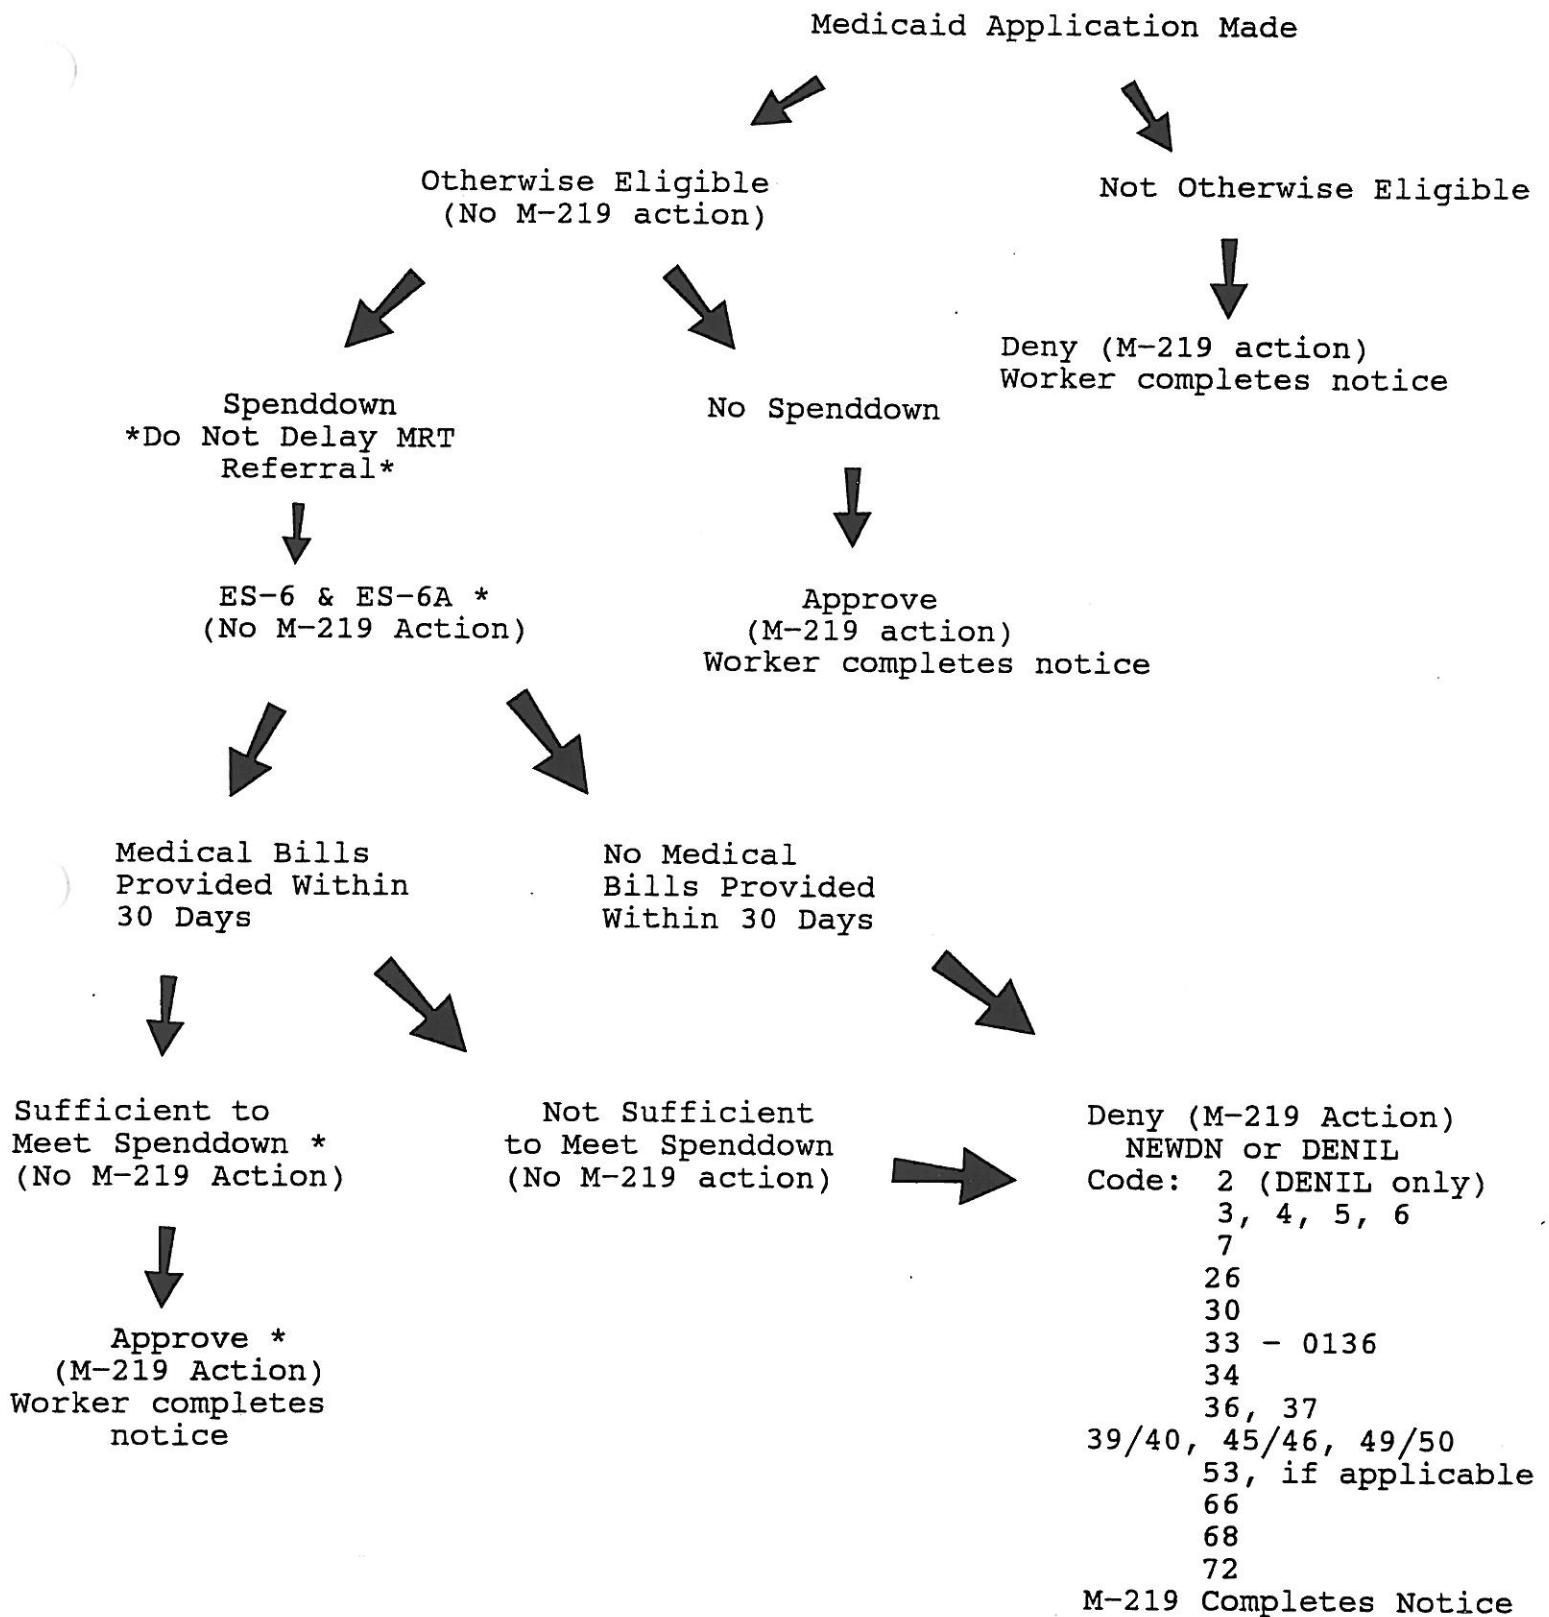 Medicaid Application Made
Otherwise Eligible
(No M-219 action)
Not Otherwise Eligible
Deny (M-219 action)
Worker completes notice
Spenddown
*Do Not Delay MRT
Referral*
No Spenddown
ES-6 & ES-6A *
(No M-219 Action)
Approve
(M-219 action)
Worker completes notice
Medical Bills
Provided Within
30 Days
No Medical
Bills Provided
Within 30 Days
Sufficient to
Meet Spenddown *
(No M-219 Action)
Not Sufficient
to Meet Spenddown
(No M-219 action)
Deny (M-219 Action)
NEWDN or DENIL
Code: 2 (DENIL only)
3, 4, 5, 6
7
26
30
33 - 0136
34
36, 37
39/40, 45/46, 49/50
53, if applicable
66
68
72
M-219 Completes Notice
Approve *
(M-219 Action)
Worker completes
notice